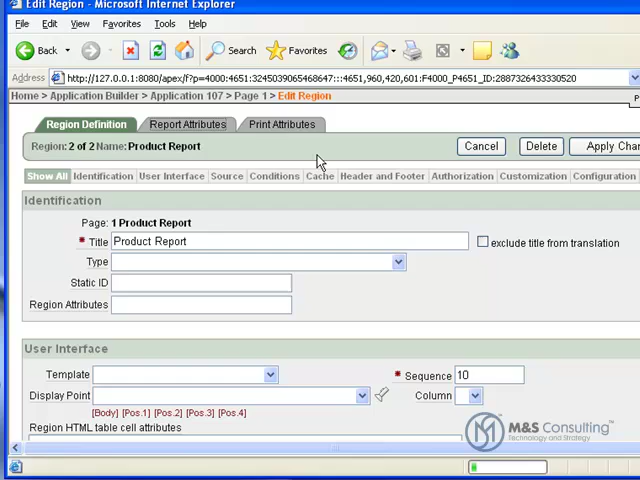 Edit Region - Microsoft Internet Explorer
File Edit View Favorites Tools Help
Back Search Favorites
Address http://127.0.0.1:8080/apex/f?p=4000:4651:3245039065468647:::4651,960,420,601:F4000_P4651_ID:2887326433330520
Home > Application Builder > Application 107 > Page 1 > Edit Region
Region Definition Report Attributes Print Attributes
Region: 2 of 2 Name: Product Report Cancel Delete Apply Chan
Show All Identification User Interface Source Conditions Cache Header and Footer Authorization Customization Configuration
Identification
Page: 1 Product Report
* Title Product Report exclude title from translation
Type
Static ID
Region Attributes
User Interface
Template * Sequence 10
Display Point Column
[Body] [Pos.1] [Pos.2] [Pos.3] [Pos.4]
Region HTML table cell attributes
M&S Consulting
Technology and Strategy